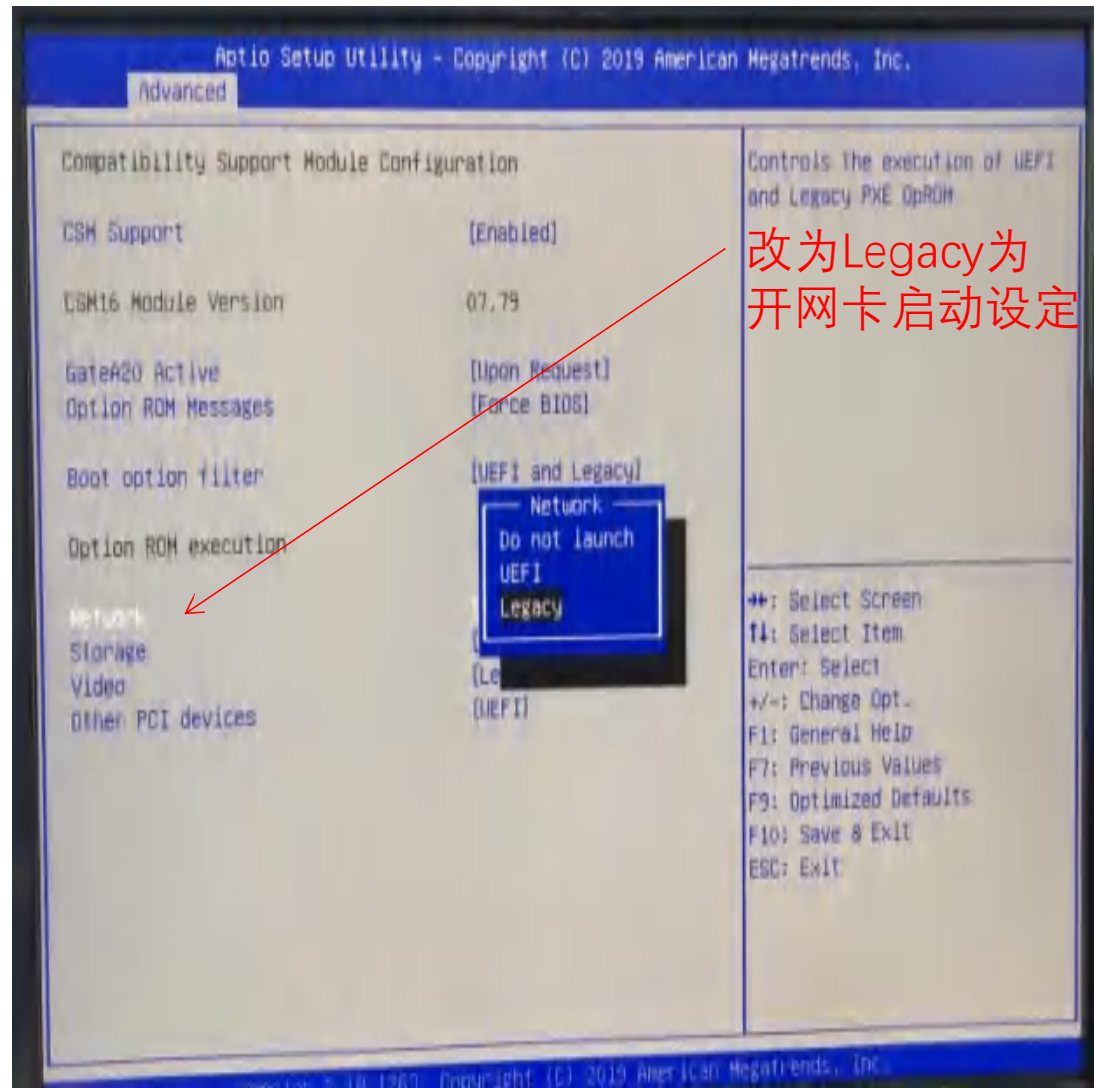 Aptio Setup Utility - Copyright (C) 2019 American Megatrends, Inc.
Advanced
Compatibility Support Module Configuration
CSM Support [Enabled]
CSM16 Module Version 07.79
GateA20 Active [Upon Request]
Option ROM Messages [Force BIOS]
Boot option filter [UEFI and Legacy]
Option ROM execution
Network
Storage
Video [Le
Other PCI devices [UEFI]
Network
Do not launch
UEFI
Legacy
Controls the execution of UEFI
and Legacy PXE OpROM
改为Legacy为
开网卡启动设定
→←: Select Screen
↑↓: Select Item
Enter: Select
+/-: Change Opt.
F1: General Help
F7: Previous Values
F9: Optimized Defaults
F10: Save & Exit
ESC: Exit
Copyright (C) 2019 American Megatrends, Inc.